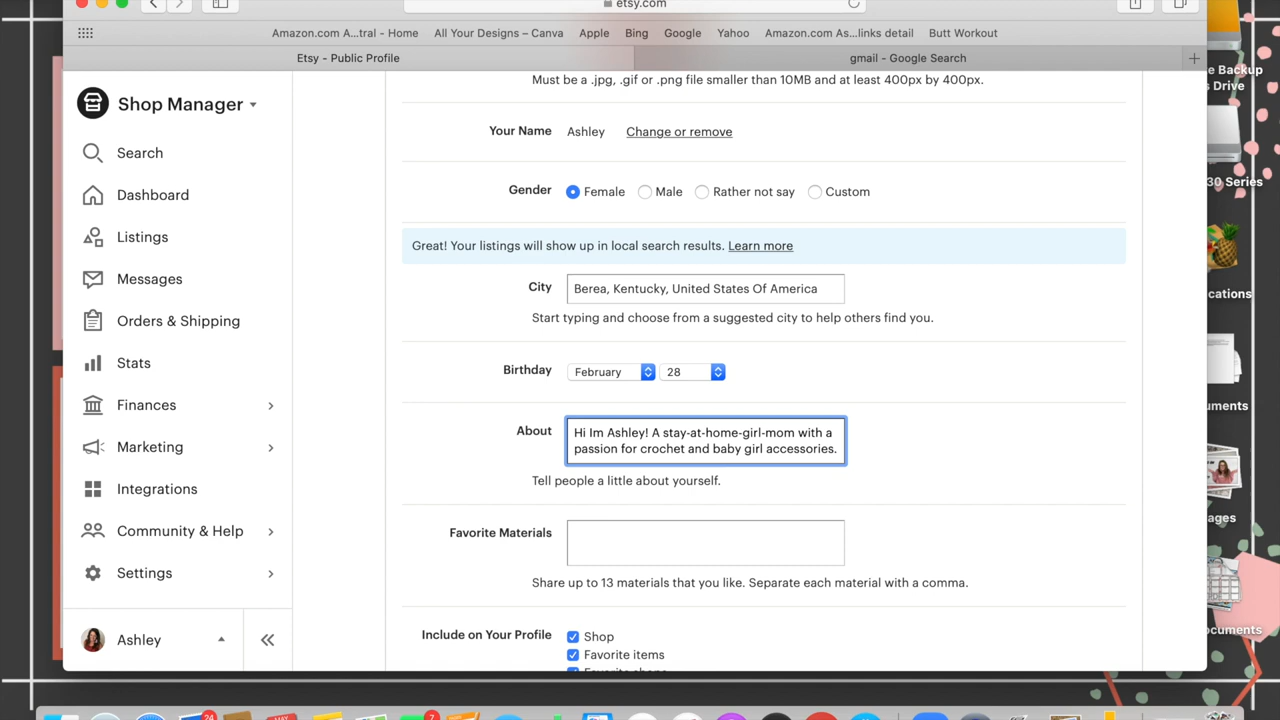 etsy.com
Amazon.com A...tral - Home
All Your Designs – Canva
Apple
Bing
Google
Yahoo
Amazon.com As...links detail
Butt Workout
Etsy - Public Profile
gmail - Google Search
Must be a .jpg, .gif or .png file smaller than 10MB and at least 400px by 400px.
Shop Manager
Search
Dashboard
Listings
Messages
Orders & Shipping
Stats
Finances
Marketing
Integrations
Community & Help
Settings
Ashley
Your Name Ashley Change or remove
Gender Female Male Rather not say Custom
Great! Your listings will show up in local search results. Learn more
City Berea, Kentucky, United States Of America
Start typing and choose from a suggested city to help others find you.
Birthday February 28
About Hi Im Ashley! A stay-at-home-girl-mom with a
passion for crochet and baby girl accessories.
Tell people a little about yourself.
Favorite Materials
Share up to 13 materials that you like. Separate each material with a comma.
Include on Your Profile Shop
Favorite items
e Backup
s Drive
30 Series
cations
uments
ages
ocuments
24
7